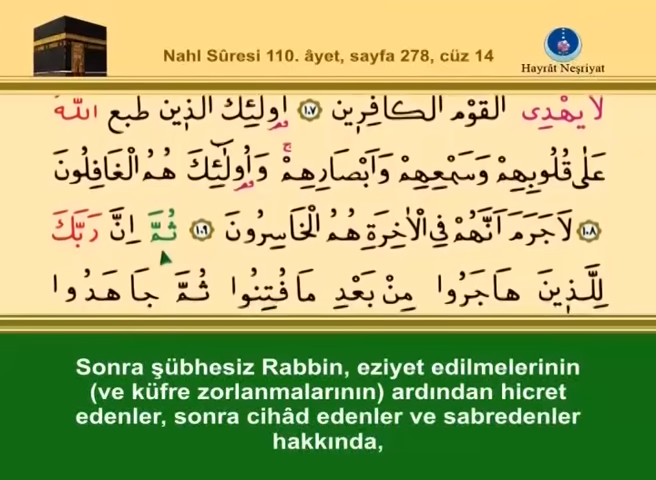 Nahl Sûresi 110. âyet, sayfa 278, cüz 14
Hayrât Neşriyat
لَا يَهْدِى الْقَوْمَ الْكَافِرِينَ ﴿١٠٧﴾ اُولٰٓئِكَ الَّذِينَ طَبَعَ اللّٰهُ
عَلٰى قُلُوبِهِمْ وَسَمْعِهِمْ وَاَبْصَارِهِمْ ج وَاُولٰٓئِكَ هُمُ الْغَافِلُونَ
﴿١٠٨﴾ لَاجَرَمَ اَنَّهُمْ فِى الْاٰخِرَةِ هُمُ الْخَاسِرُونَ ﴿١٠٩﴾ ثُمَّ اِنَّ رَبَّكَ
لِلَّذِينَ هَاجَرُوا مِنْ بَعْدِ مَا فُتِنُوا ثُمَّ جَاهَدُوا
Sonra şübhesiz Rabbin, eziyet edilmelerinin
(ve küfre zorlanmalarının) ardından hicret
edenler, sonra cihâd edenler ve sabredenler
hakkında,